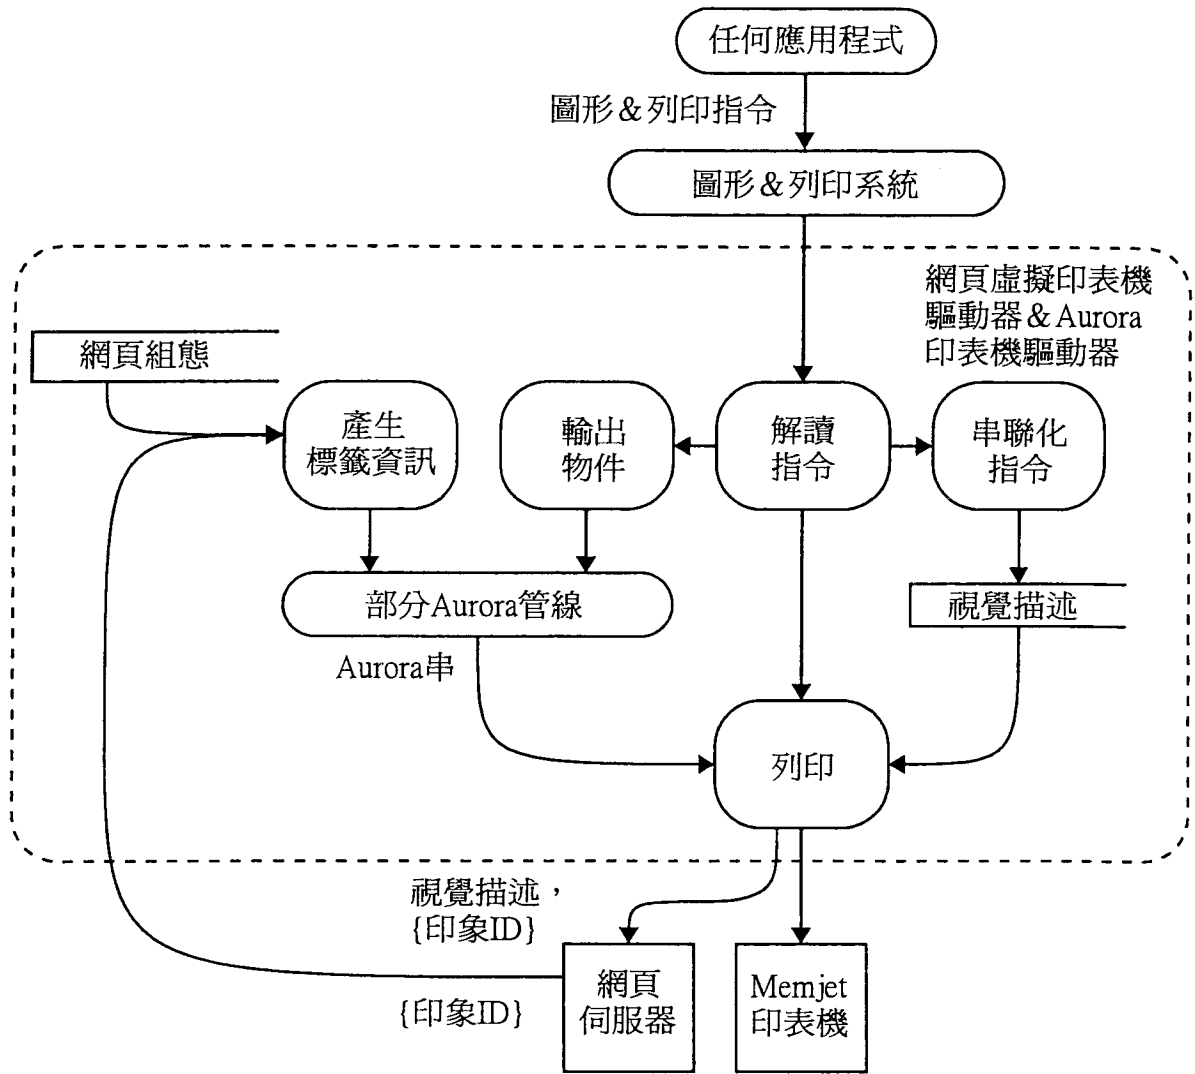 任何應用程式
圖形&列印指令
圖形&列印系統
網頁虛擬印表機
驅動器&Aurora
印表機驅動器
網頁組態
產生
標籤資訊
輸出
物件
解讀
指令
串聯化
指令
部分Aurora管線
視覺描述
Aurora串
列印
視覺描述，
{印象ID}
網頁
伺服器
Memjet
印表機
{印象ID}